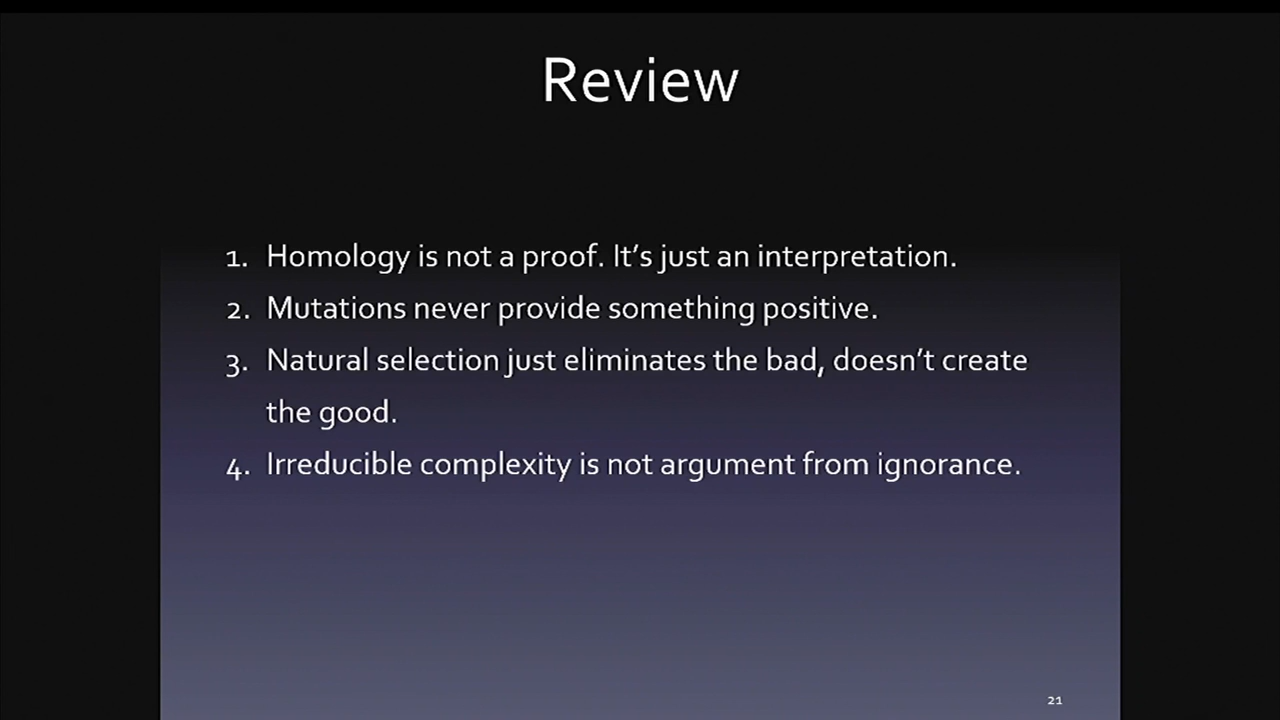 Review
1. Homology is not a proof. It's just an interpretation.
2. Mutations never provide something positive.
3. Natural selection just eliminates the bad, doesn't create
the good.
4. Irreducible complexity is not argument from ignorance.
21